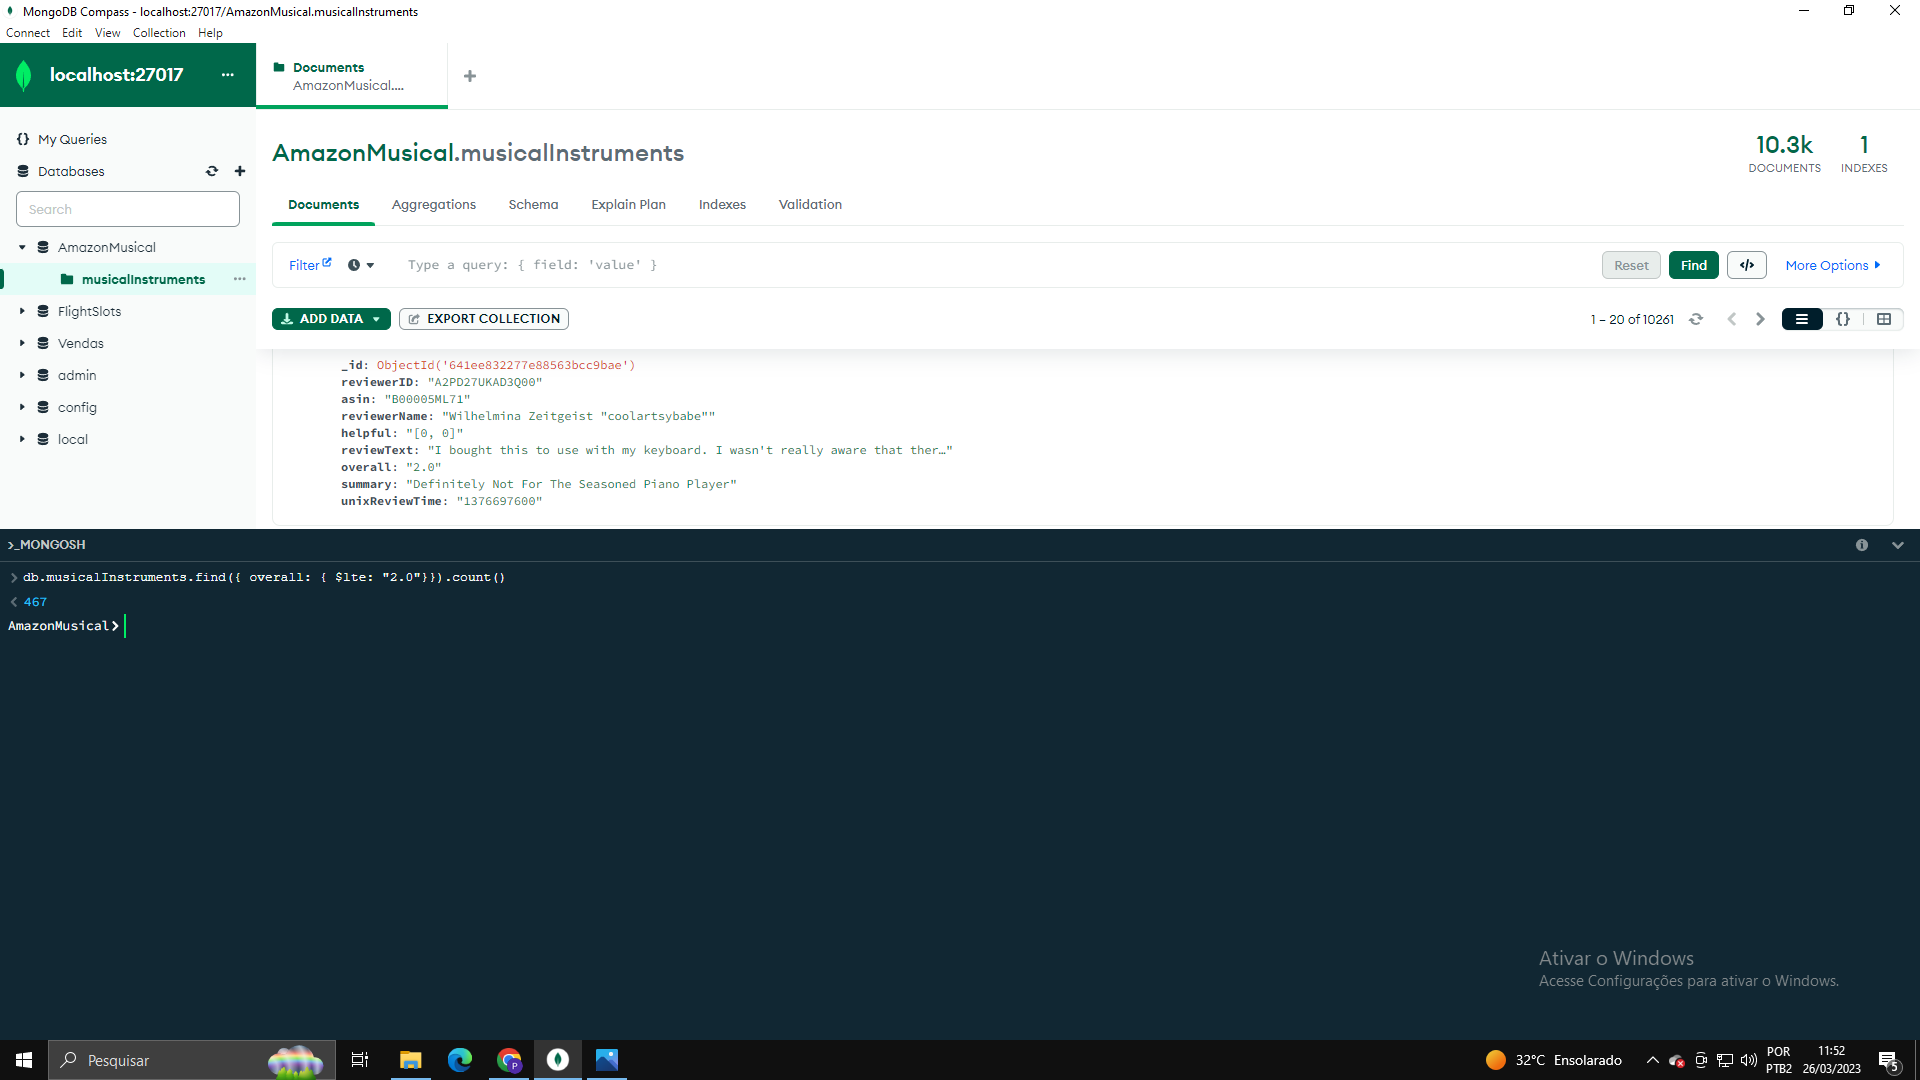 MongoDB Compass - localhost:27017/AmazonMusical.musicalInstruments
Connect Edit View Collection Help
localhost:27017 ...
Documents
AmazonMusical....
+
My Queries
Databases
Search
AmazonMusical
musicalInstruments ...
FlightSlots
Vendas
admin
config
local
AmazonMusical.musicalInstruments
10.3k
DOCUMENTS
1
INDEXES
Documents Aggregations Schema Explain Plan Indexes Validation
Filter Type a query: { field: 'value' } Reset Find </> More Options
ADD DATA EXPORT COLLECTION 1 – 20 of 10261 {}
_id: ObjectId('641ee832277e88563bcc9bae')
reviewerID: "A2PD27UKAD3Q00"
asin: "B00005ML71"
reviewerName: "Wilhelmina Zeitgeist "coolartsybabe""
helpful: "[0, 0]"
reviewText: "I bought this to use with my keyboard. I wasn't really aware that ther…"
overall: "2.0"
summary: "Definitely Not For The Seasoned Piano Player"
unixReviewTime: "1376697600"
>_MONGOSH
> db.musicalInstruments.find({ overall: { $lte: "2.0"}}).count()
< 467
AmazonMusical>
Ativar o Windows
Acesse Configurações para ativar o Windows.
Pesquisar
32°C Ensolarado
POR
PTB2
11:52
26/03/2023
5